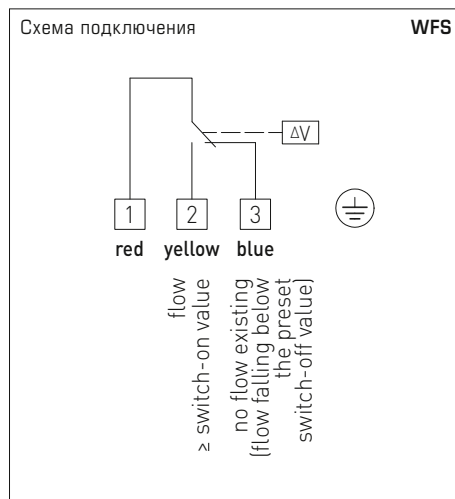 Схема подключения
WFS
ΔV
1
2
3
red
yellow
blue
flow
≥ switch-on value
no flow existing
(flow falling below
the preset
switch-off value)